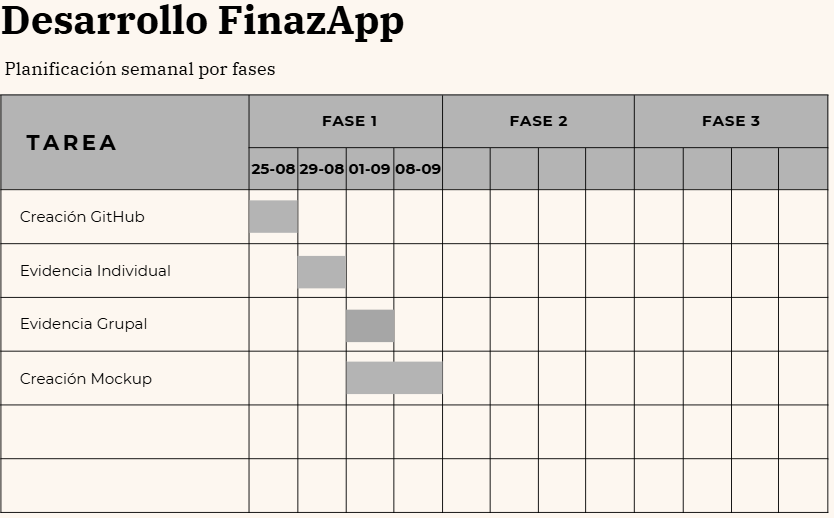 Desarrollo FinazApp
Planificación semanal por fases
TAREA
FASE 1 FASE 2 FASE 3
25-08 29-08 01-09 08-09
Creación GitHub
Evidencia Individual
Evidencia Grupal
Creación Mockup